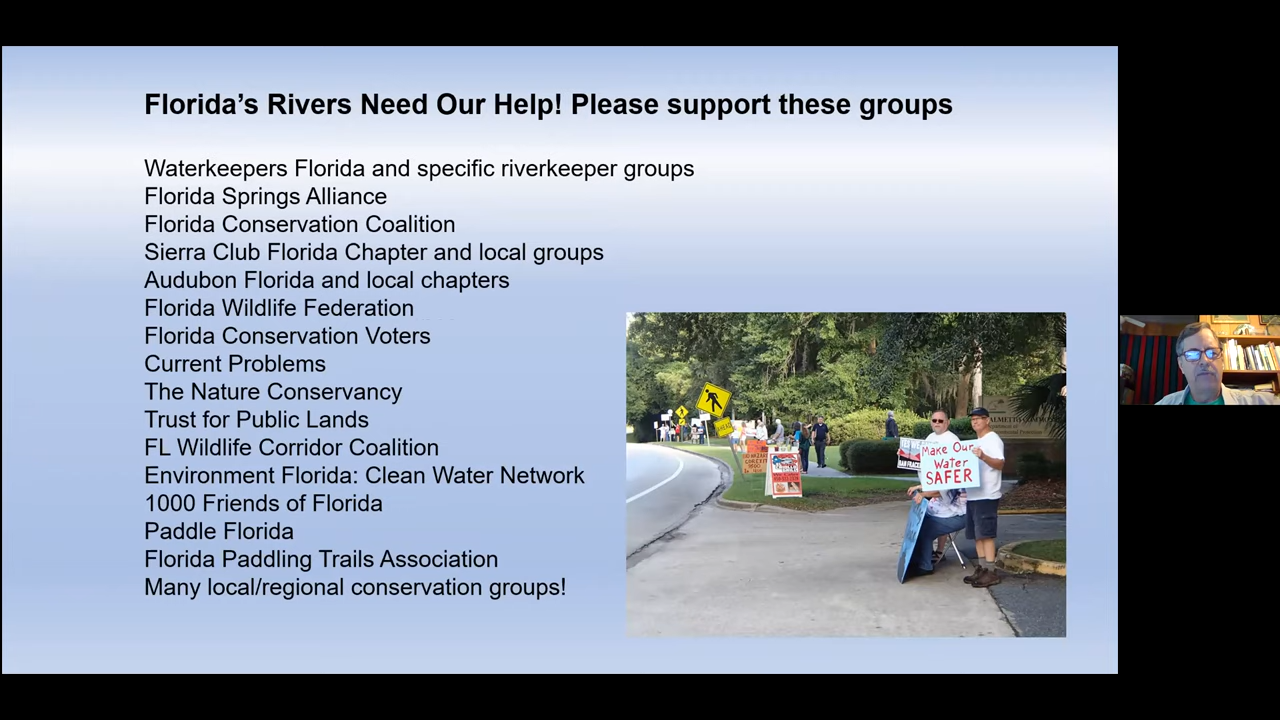 Florida’s Rivers Need Our Help! Please support these groups
Waterkeepers Florida and specific riverkeeper groups
Florida Springs Alliance
Florida Conservation Coalition
Sierra Club Florida Chapter and local groups
Audubon Florida and local chapters
Florida Wildlife Federation
Florida Conservation Voters
Current Problems
The Nature Conservancy
Trust for Public Lands
FL Wildlife Corridor Coalition
Environment Florida: Clean Water Network
1000 Friends of Florida
Paddle Florida
Florida Paddling Trails Association
Many local/regional conservation groups!
Make Our
Water
SAFER